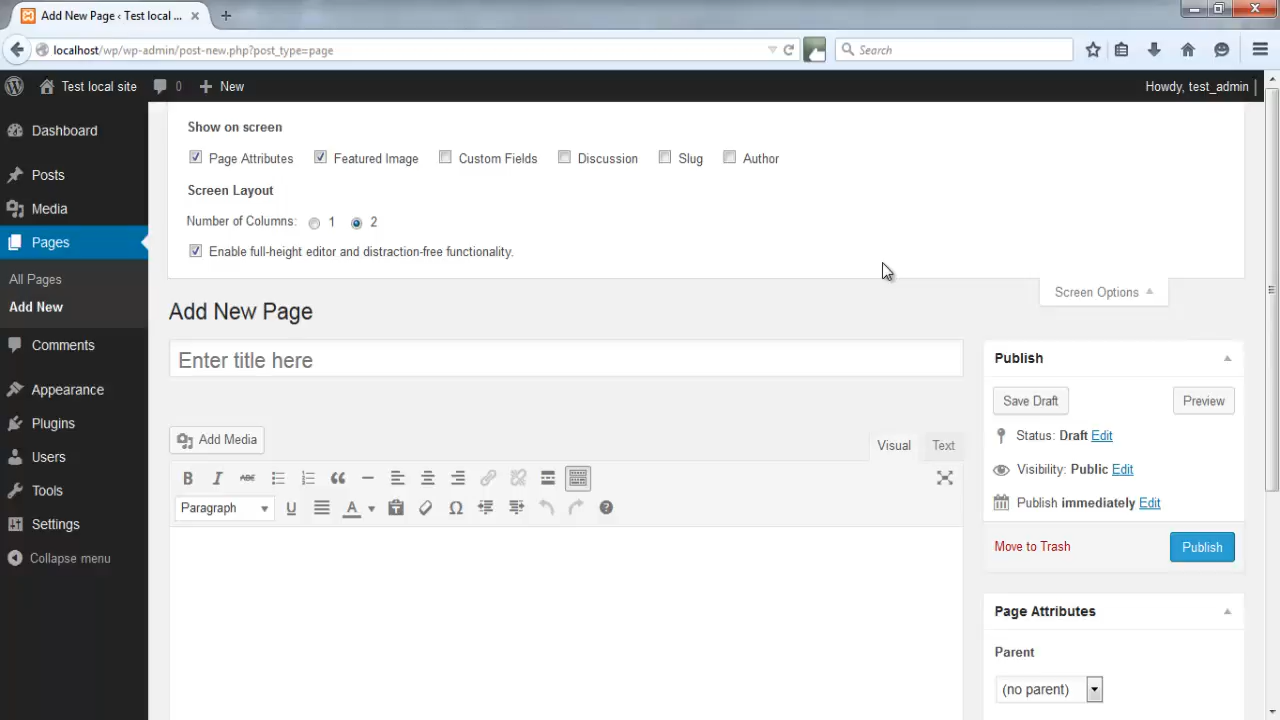 Add New Page ‹ Test local ...
localhost/wp/wp-admin/post-new.php?post_type=page
Search
Test local site
0
New
Howdy, test_admin
Dashboard
Posts
Media
Pages
All Pages
Add New
Comments
Appearance
Plugins
Users
Tools
Settings
Collapse menu
Show on screen
Page Attributes Featured Image Custom Fields Discussion Slug Author
Screen Layout
Number of Columns: 1 2
Enable full-height editor and distraction-free functionality.
Screen Options
Add New Page
Enter title here
Add Media
Visual Text
B I ABC
Paragraph U A Ω
Publish
Save Draft Preview
Status: Draft Edit
Visibility: Public Edit
Publish immediately Edit
Move to Trash Publish
Page Attributes
Parent
(no parent)